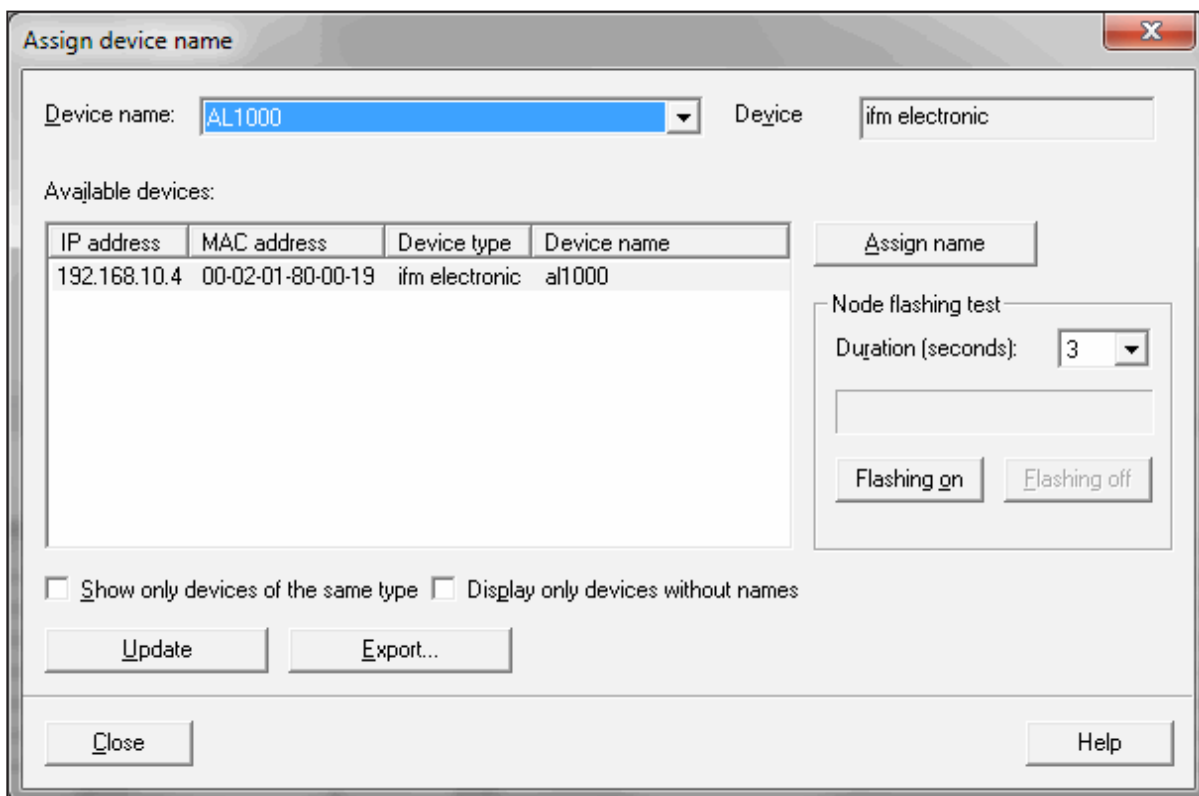 Assign device name
Device name: AL1000 Device ifm electronic
Available devices:
IP address MAC address Device type Device name
192.168.10.4 00-02-01-80-00-19 ifm electronic al1000
Assign name
Node flashing test
Duration (seconds): 3
Flashing on Flashing off
Show only devices of the same type Display only devices without names
Update Export...
Close Help